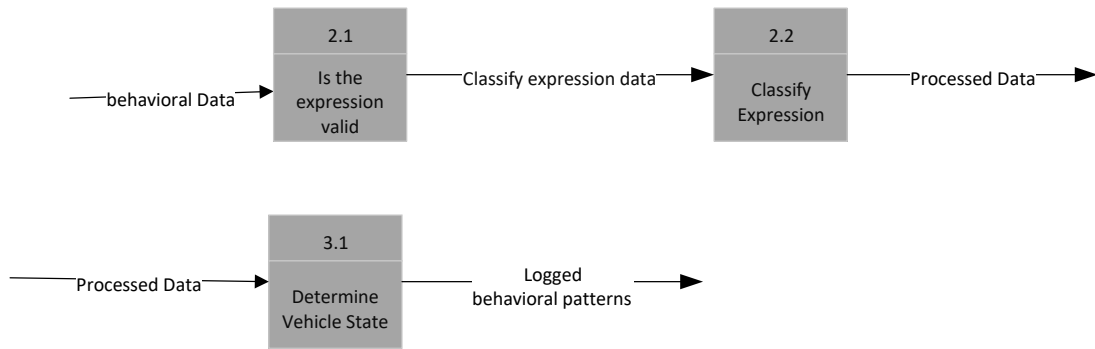 2.1
Is the
expression
valid
behavioral Data
Classify expression data
2.2
Classify
Expression
Processed Data
3.1
Determine
Vehicle State
Processed Data
Logged
behavioral patterns